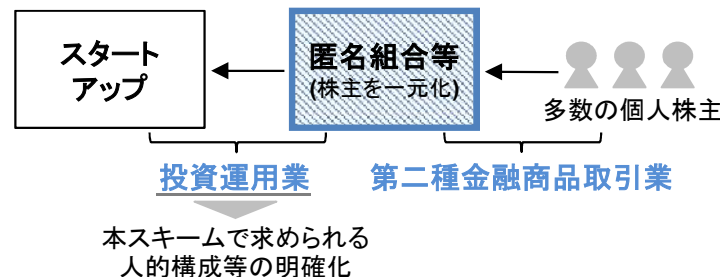 スタート
アップ
匿名組合等
(株主を一元化)
多数の個人株主
投資運用業
第二種金融商品取引業
本スキームで求められる
人的構成等の明確化